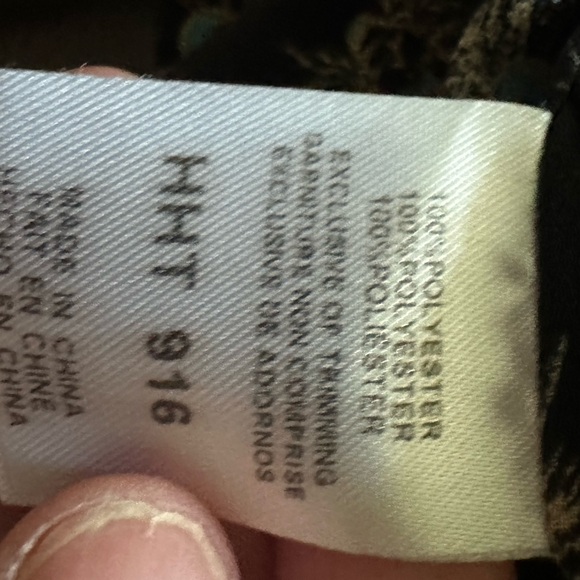 100% POLYESTER
100% POLYESTER
100% POLIESTER
EXCLUSIVE OF TRIMMING
GARNITURE NON COMPRISE
EXCLUSIVE DE ADORNOS
HHT 916
MADE IN CHINA
FAIT EN CHINE
HECHO EN CHINA